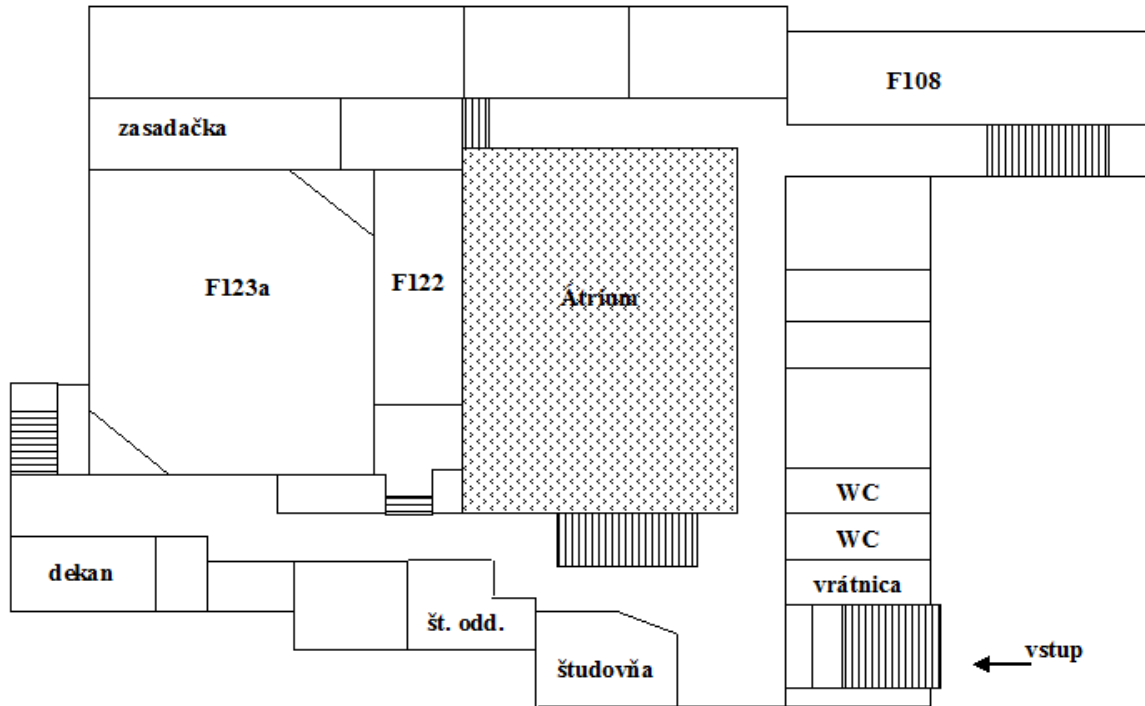 F108
zasadačka
F123a
F122
Átrium
WC
WC
dekan
vrátnica
št. odd.
študovňa
vstup